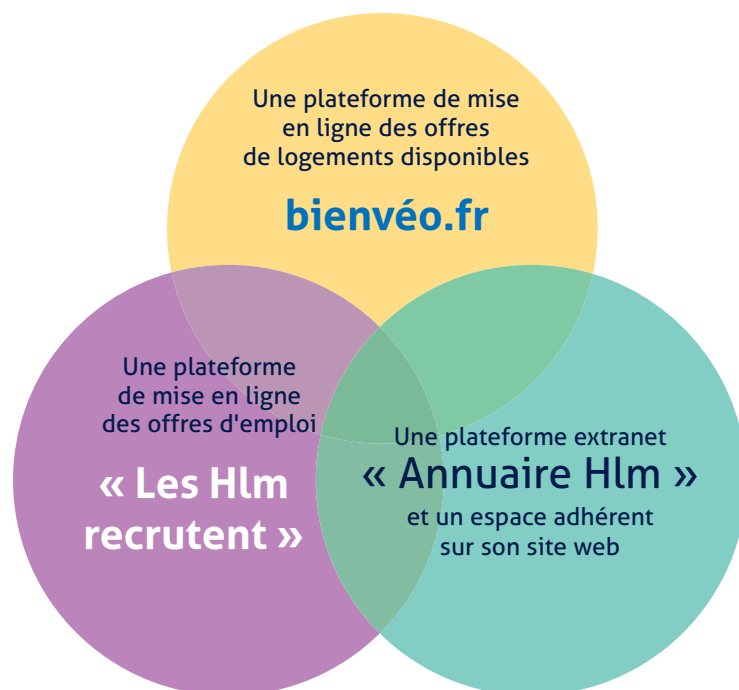 Une plateforme de mise
en ligne des offres
de logements disponibles
bienvéo.fr
Une plateforme
de mise en ligne
des offres d'emploi
« Les Hlm
recrutent »
Une plateforme extranet
« Annuaire Hlm »
et un espace adhérent
sur son site web